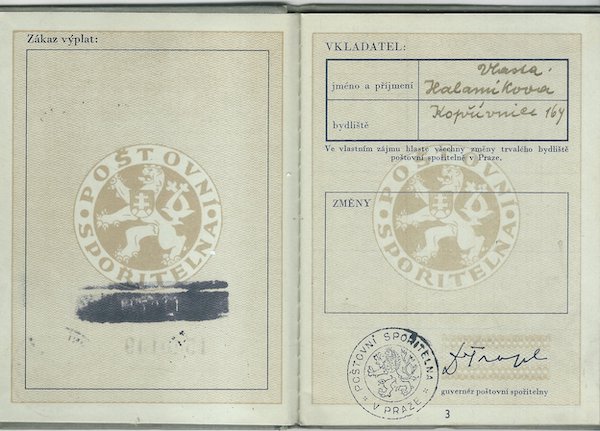 Zákaz výplat:
POŠTOVNÍ
SPOŘITELNA
VKLADATEL:
jméno a příjmení
Vlasta
Halamíková
bydliště
Kopřivnice 164
Ve vlastním zájmu hlaste všechny změny trvalého bydliště
poštovní spořitelně v Praze.
ZMĚNY
POŠTOVNÍ
SPOŘITELNA
POŠTOVNÍ SPOŘITELNA
V PRAZE
guvernér poštovní spořitelny
3